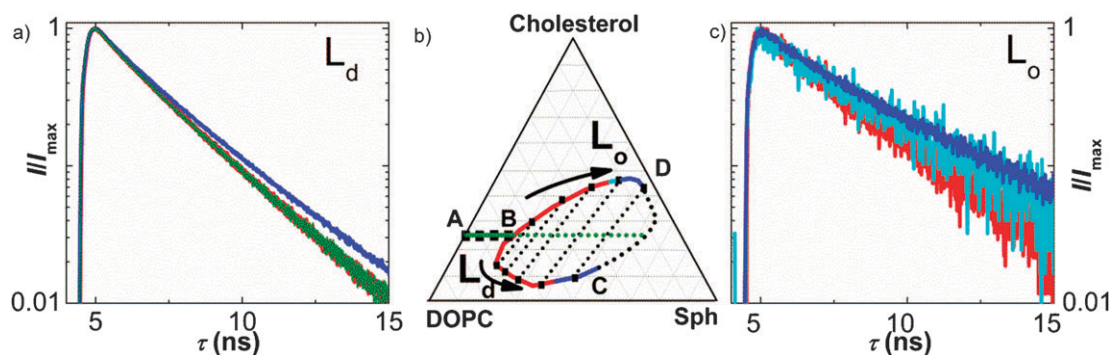 a)
1
0.01
I/I max
L d
5
10
15
τ (ns)
b)
Cholesterol
L o
D
A
B
L d
C
DOPC
Sph
c)
L o
1
0.01
I/I max
5
10
15
τ (ns)